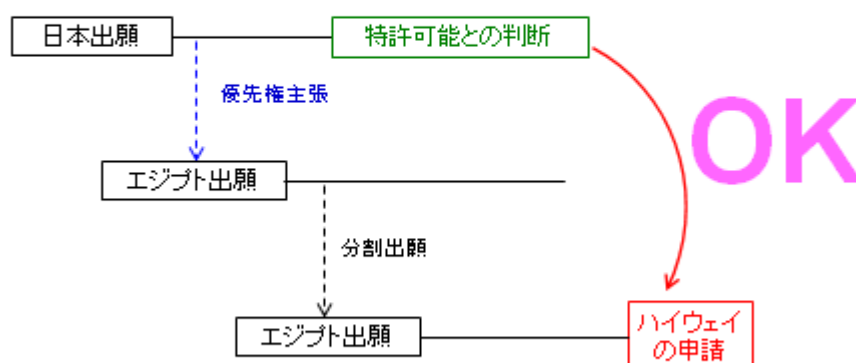 日本出願
特許可能との判断
優先権主張
OK
エジプト出願
分割出願
エジプト出願
ハイウェイ
の申請